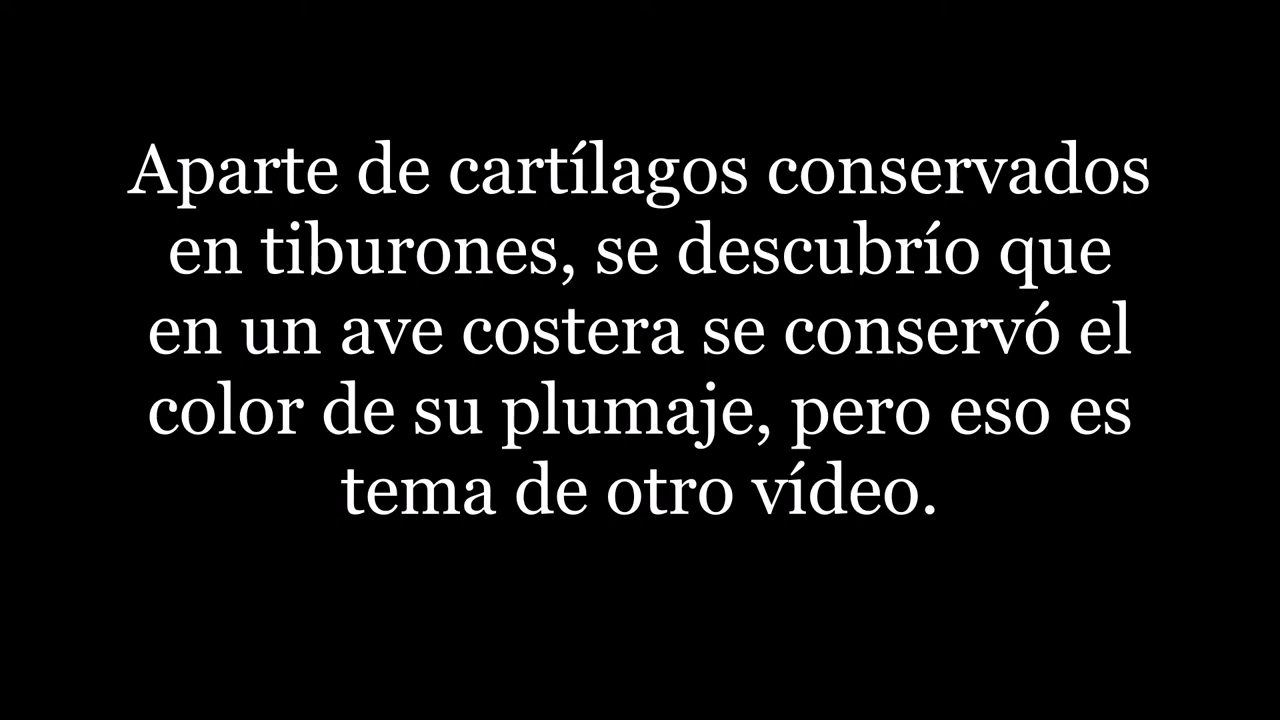 Aparte de cartílagos conservados
en tiburones, se descubrío que
en un ave costera se conservó el
color de su plumaje, pero eso es
tema de otro vídeo.